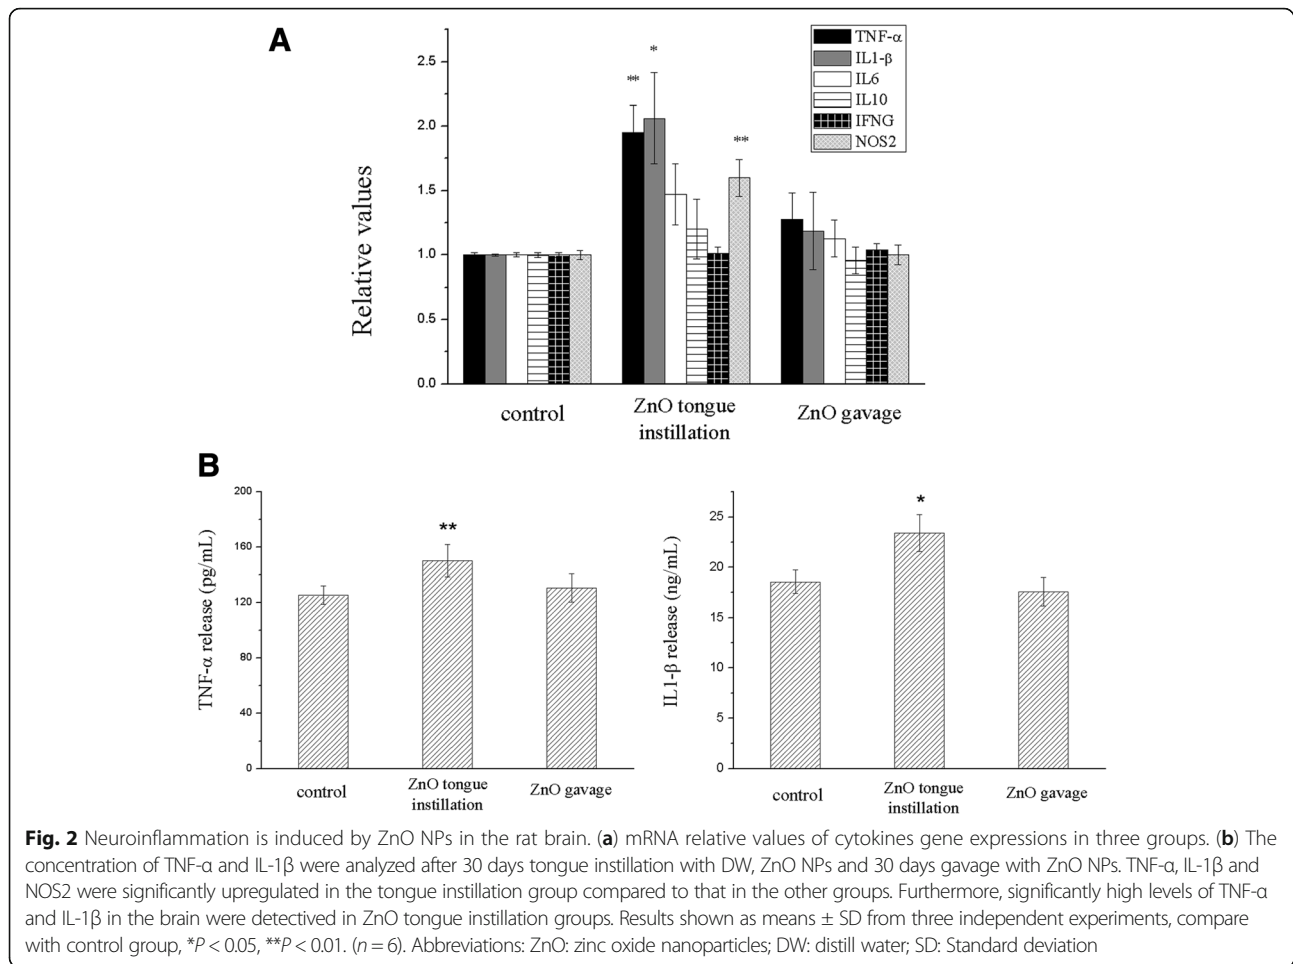 A
2.5
2.0
1.5
1.0
0.5
0.0
Relative values
** * **
TNF-α
IL1-β
IL6
IL10
IFNG
NOS2
control
ZnO tongue
instillation
ZnO gavage
B
200
160
120
80
40
0
TNF-α release (pg/mL)
**
control
ZnO tongue
instillation
ZnO gavage
25
20
15
10
5
0
IL1-β release (ng/mL)
*
control
ZnO tongue
instillation
ZnO gavage
Fig. 2 Neuroinflammation is induced by ZnO NPs in the rat brain. (a) mRNA relative values of cytokines gene expressions in three groups. (b) The
concentration of TNF-α and IL-1β were analyzed after 30 days tongue instillation with DW, ZnO NPs and 30 days gavage with ZnO NPs. TNF-α, IL-1β and
NOS2 were significantly upregulated in the tongue instillation group compared to that in the other groups. Furthermore, significantly high levels of TNF-α
and IL-1β in the brain were detectived in ZnO tongue instillation groups. Results shown as means ± SD from three independent experiments, compare
with control group, *P < 0.05, **P < 0.01. (n = 6). Abbreviations: ZnO: zinc oxide nanoparticles; DW: distill water; SD: Standard deviation